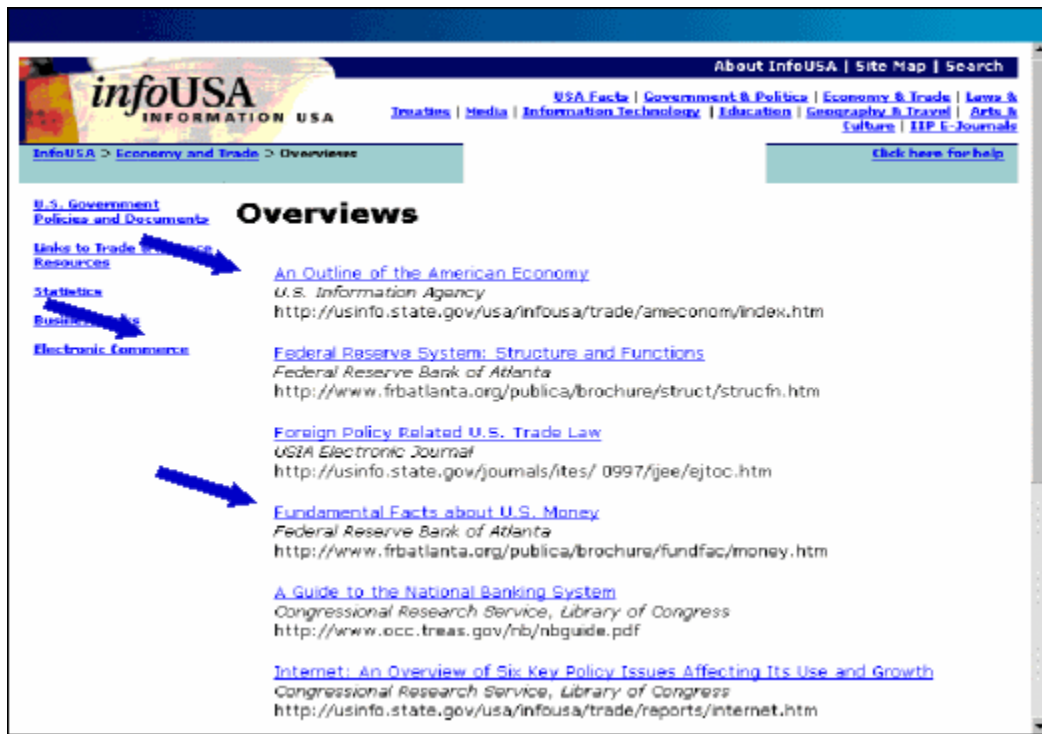 About InfoUSA | Site Map | Search
infoUSA
INFORMATION USA
USA Facts | Government & Politics | Economy & Trade | Laws &
Treaties | Media | Information Technology | Education | Geography & Travel | Arts &
Culture | IIP E-Journals
InfoUSA > Economy and Trade > Overviews
Click here for help
U.S. Government
Policies and Documents
Overviews
Links to Trade
Resources
Statistics
Electronic Commerce
An Outline of the American Economy
U.S. Information Agency
http://usinfo.state.gov/usa/infousa/trade/ameconom/index.htm
Federal Reserve System: Structure and Functions
Federal Reserve Bank of Atlanta
http://www.frbatlanta.org/publica/brochure/struct/strucfn.htm
Foreign Policy Related U.S. Trade Law
USIA Electronic Journal
http://usinfo.state.gov/journals/ites/ 0997/ijee/ejtoc.htm
Fundamental Facts about U.S. Money
Federal Reserve Bank of Atlanta
http://www.frbatlanta.org/publica/brochure/fundfac/money.htm
A Guide to the National Banking System
Congressional Research Service, Library of Congress
http://www.occ.treas.gov/nb/nbguide.pdf
Internet: An Overview of Six Key Policy Issues Affecting Its Use and Growth
Congressional Research Service, Library of Congress
http://usinfo.state.gov/usa/infousa/trade/reports/internet.htm